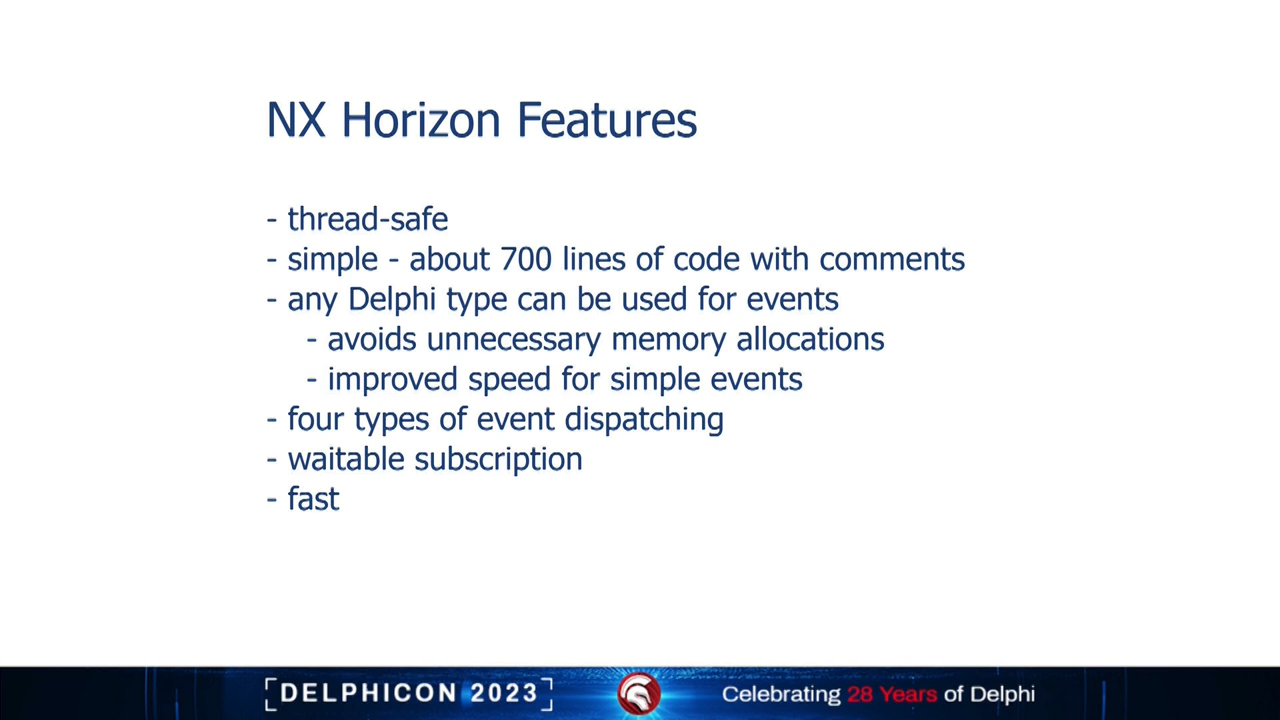 NX Horizon Features
- thread-safe
- simple - about 700 lines of code with comments
- any Delphi type can be used for events
- avoids unnecessary memory allocations
- improved speed for simple events
- four types of event dispatching
- waitable subscription
- fast
[DELPHICON 2023]
Celebrating 28 Years of Delphi